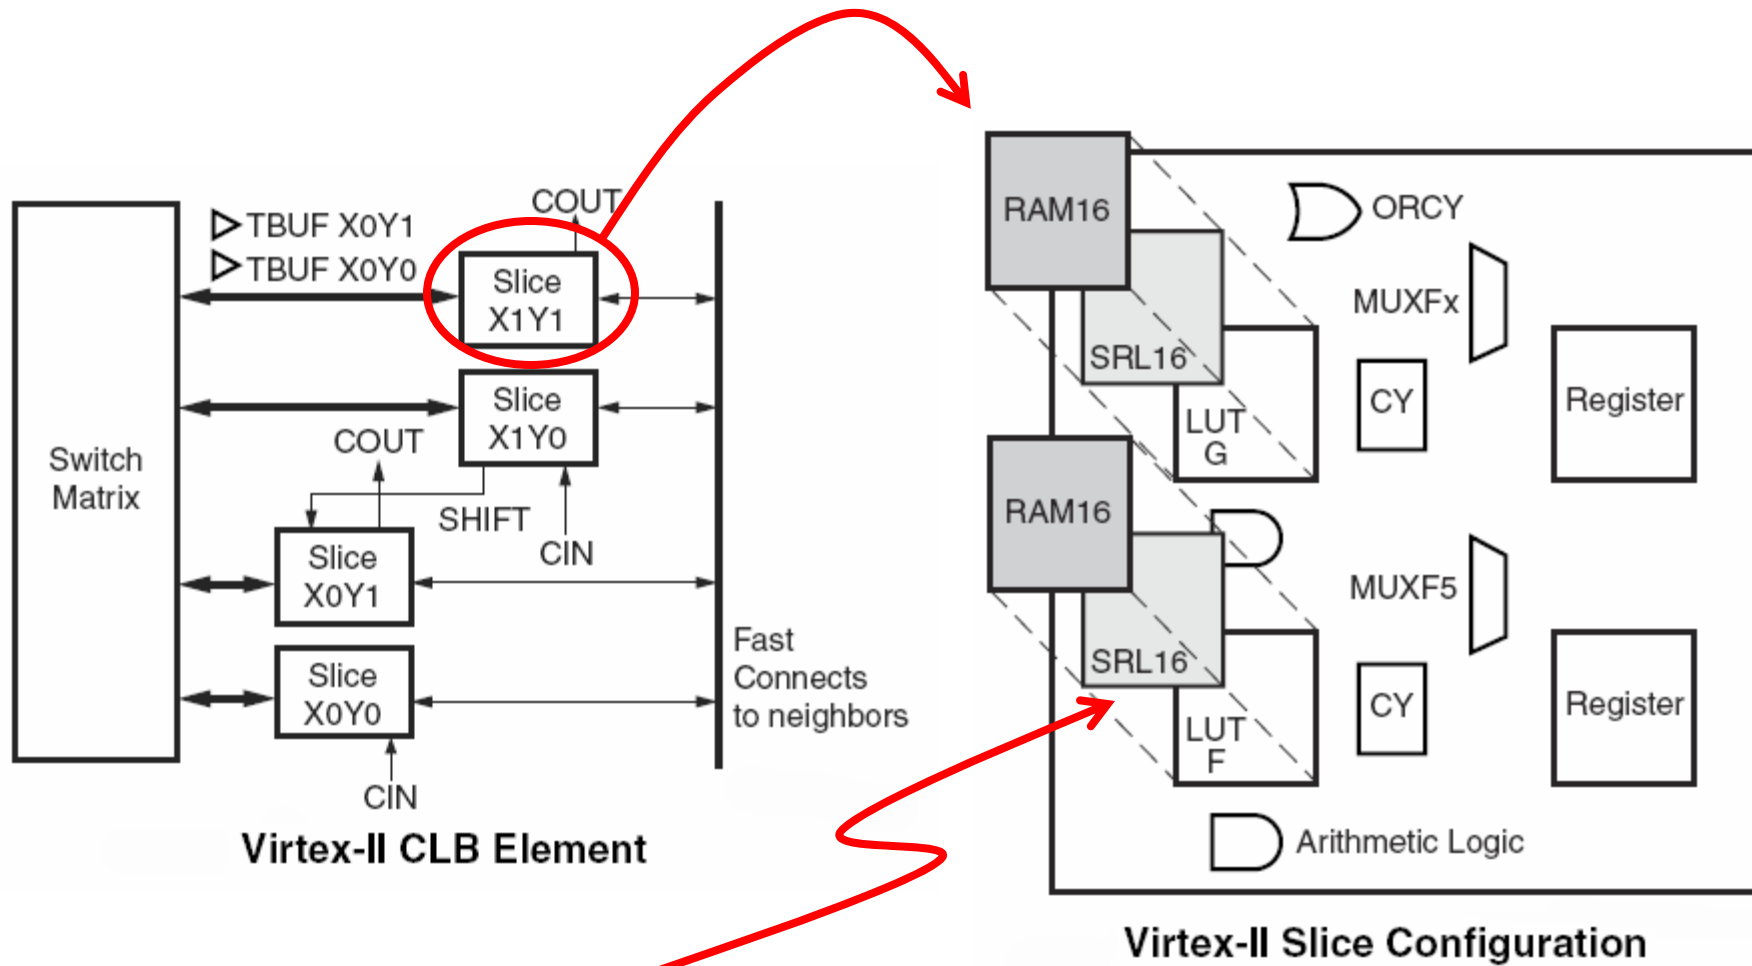 COUT
TBUF X0Y1
TBUF X0Y0
Slice
X1Y1
Slice
X1Y0
COUT
Switch
Matrix
SHIFT
CIN
Slice
X0Y1
Slice
X0Y0
Fast
Connects
to neighbors
CIN
Virtex-II CLB Element
RAM16
ORCY
MUXFx
SRL16
LUT
G
CY
Register
RAM16
MUXF5
SRL16
LUT
F
CY
Register
Arithmetic Logic
Virtex-II Slice Configuration